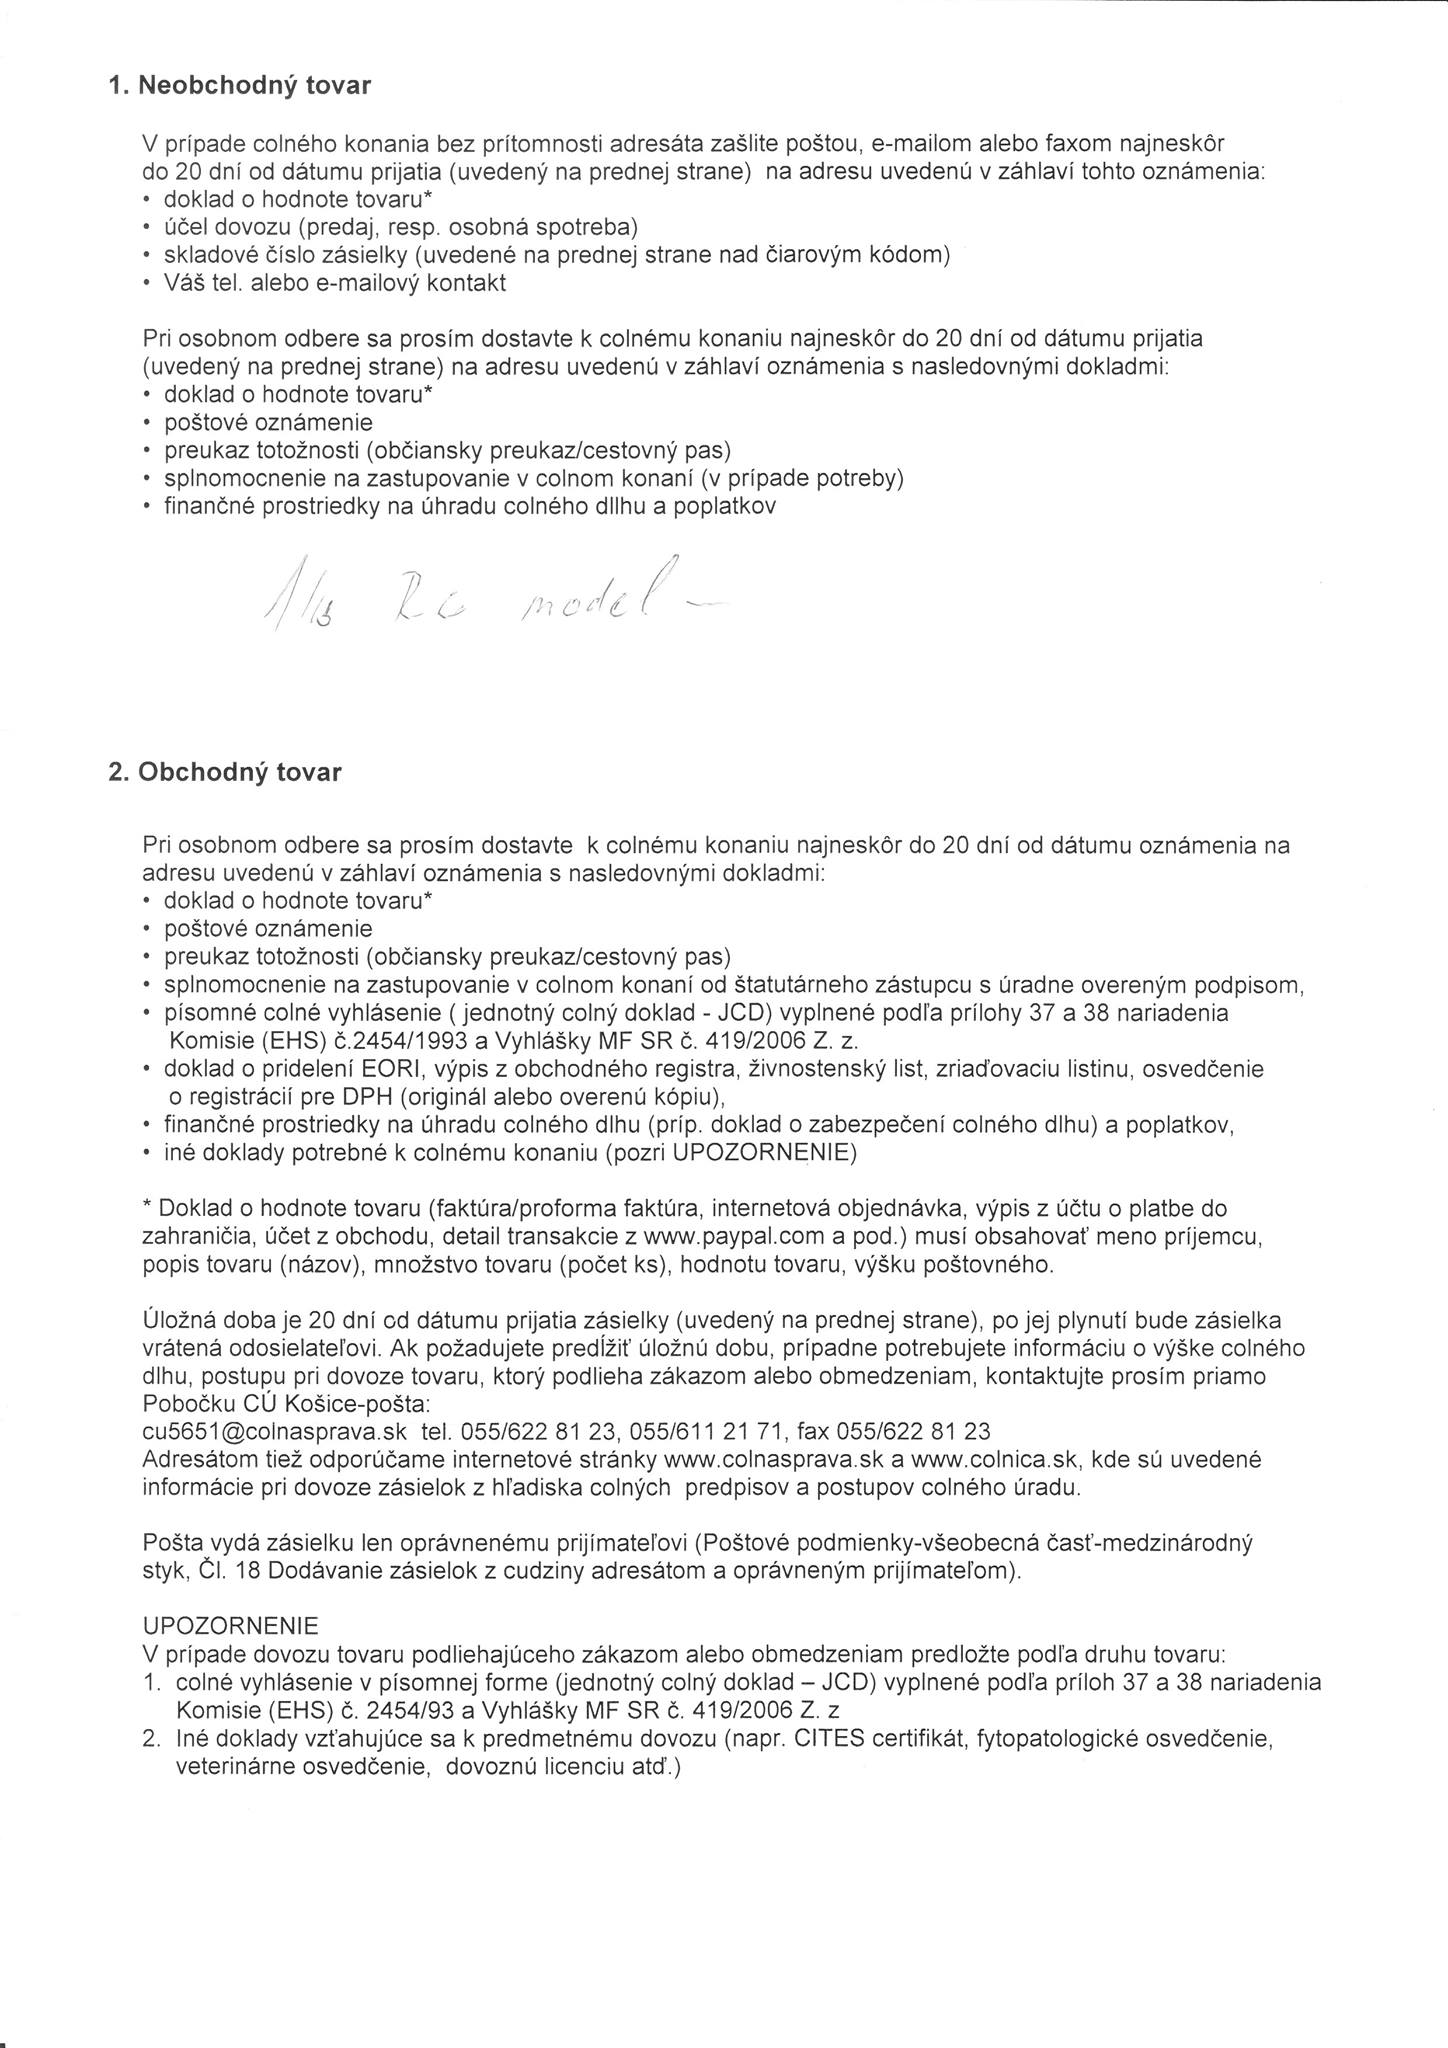 1. Neobchodný tovar
V prípade colného konania bez prítomnosti adresáta zašlite poštou, e-mailom alebo faxom najneskôr
do 20 dní od dátumu prijatia (uvedený na prednej strane) na adresu uvedenú v záhlaví tohto oznámenia:
• doklad o hodnote tovaru*
• účel dovozu (predaj, resp. osobná spotreba)
• skladové číslo zásielky (uvedené na prednej strane nad čiarovým kódom)
• Váš tel. alebo e-mailový kontakt
Pri osobnom odbere sa prosím dostavte k colnému konaniu najneskôr do 20 dní od dátumu prijatia
(uvedený na prednej strane) na adresu uvedenú v záhlaví oznámenia s nasledovnými dokladmi:
• doklad o hodnote tovaru*
• poštové oznámenie
• preukaz totožnosti (občiansky preukaz/cestovný pas)
• splnomocnenie na zastupovanie v colnom konaní (v prípade potreby)
• finančné prostriedky na úhradu colného dllhu a poplatkov
RC model –
2. Obchodný tovar
Pri osobnom odbere sa prosím dostavte k colnému konaniu najneskôr do 20 dní od dátumu oznámenia na
adresu uvedenú v záhlaví oznámenia s nasledovnými dokladmi:
• doklad o hodnote tovaru*
• poštové oznámenie
• preukaz totožnosti (občiansky preukaz/cestovný pas)
• splnomocnenie na zastupovanie v colnom konaní od štatutárneho zástupcu s úradne overeným podpisom,
• písomné colné vyhlásenie ( jednotný colný doklad - JCD) vyplnené podľa prílohy 37 a 38 nariadenia
Komisie (EHS) č.2454/1993 a Vyhlášky MF SR č. 419/2006 Z. z.
• doklad o pridelení EORI, výpis z obchodného registra, živnostenský list, zriaďovaciu listinu, osvedčenie
o registrácií pre DPH (originál alebo overenú kópiu),
• finančné prostriedky na úhradu colného dlhu (príp. doklad o zabezpečení colného dlhu) a poplatkov,
• iné doklady potrebné k colnému konaniu (pozri UPOZORNENIE)
* Doklad o hodnote tovaru (faktúra/proforma faktúra, internetová objednávka, výpis z účtu o platbe do
zahraničia, účet z obchodu, detail transakcie z www.paypal.com a pod.) musí obsahovať meno príjemcu,
popis tovaru (názov), množstvo tovaru (počet ks), hodnotu tovaru, výšku poštovného.
Úložná doba je 20 dní od dátumu prijatia zásielky (uvedený na prednej strane), po jej plynutí bude zásielka
vrátená odosielateľovi. Ak požadujete predĺžiť úložnú dobu, prípadne potrebujete informáciu o výške colného
dlhu, postupu pri dovoze tovaru, ktorý podlieha zákazom alebo obmedzeniam, kontaktujte prosím priamo
Pobočku CÚ Košice-pošta:
cu5651@colnasprava.sk tel. 055/622 81 23, 055/611 21 71, fax 055/622 81 23
Adresátom tiež odporúčame internetové stránky www.colnasprava.sk a www.colnica.sk, kde sú uvedené
informácie pri dovoze zásielok z hľadiska colných predpisov a postupov colného úradu.
Pošta vydá zásielku len oprávnenému prijímateľovi (Poštové podmienky-všeobecná časť-medzinárodný
styk, Čl. 18 Dodávanie zásielok z cudziny adresátom a oprávneným prijímateľom).
UPOZORNENIE
V prípade dovozu tovaru podliehajúceho zákazom alebo obmedzeniam predložte podľa druhu tovaru:
1. colné vyhlásenie v písomnej forme (jednotný colný doklad – JCD) vyplnené podľa príloh 37 a 38 nariadenia
Komisie (EHS) č. 2454/93 a Vyhlášky MF SR č. 419/2006 Z. z
2. Iné doklady vzťahujúce sa k predmetnému dovozu (napr. CITES certifikát, fytopatologické osvedčenie,
veterinárne osvedčenie, dovoznú licenciu atď.)